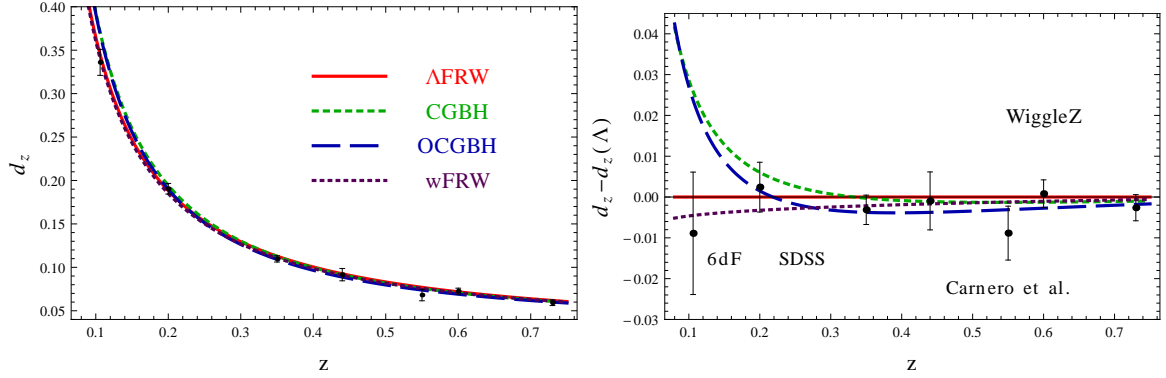 0.40
0.35
0.30
0.25
0.20
0.15
0.10
0.05
d_z
0.1 0.2 0.3 0.4 0.5 0.6 0.7
z
ΛFRW
CGBH
OCGBH
wFRW
0.04
0.03
0.02
0.01
0.00
−0.01
−0.02
−0.03
d_z−d_z(Λ)
WiggleZ
6dF SDSS
Carnero et al.
0.1 0.2 0.3 0.4 0.5 0.6 0.7
z